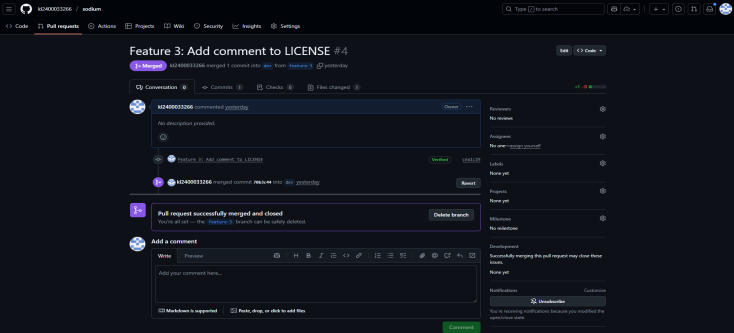 kl2400033266 / sodium
Type / to search
Code Pull requests Actions Projects Wiki Security Insights Settings
Feature 3: Add comment to LICENSE #4
Edit Code
Merged kl2400033266 merged 1 commit into dev from feature-3 yesterday
Conversation 0 Commits 1 Checks 0 Files changed 1
kl2400033266 commented yesterday Owner
No description provided.
Feature 3: Add comment to LICENSE Verified
kl2400033266 merged commit into dev yesterday Revert
Pull request successfully merged and closed
You're all set — the feature-3 branch can be safely deleted.
Delete branch
Add a comment
Write Preview
Add your comment here...
Markdown is supported Paste, drop, or click to add files
Comment
Reviewers
No reviews
Assignees
No one—assign yourself
Labels
None yet
Projects
None yet
Milestone
No milestone
Development
Successfully merging this pull request may close these
issues.
None yet
Notifications Customize
Unsubscribe
You're receiving notifications because you modified the
open/close state.